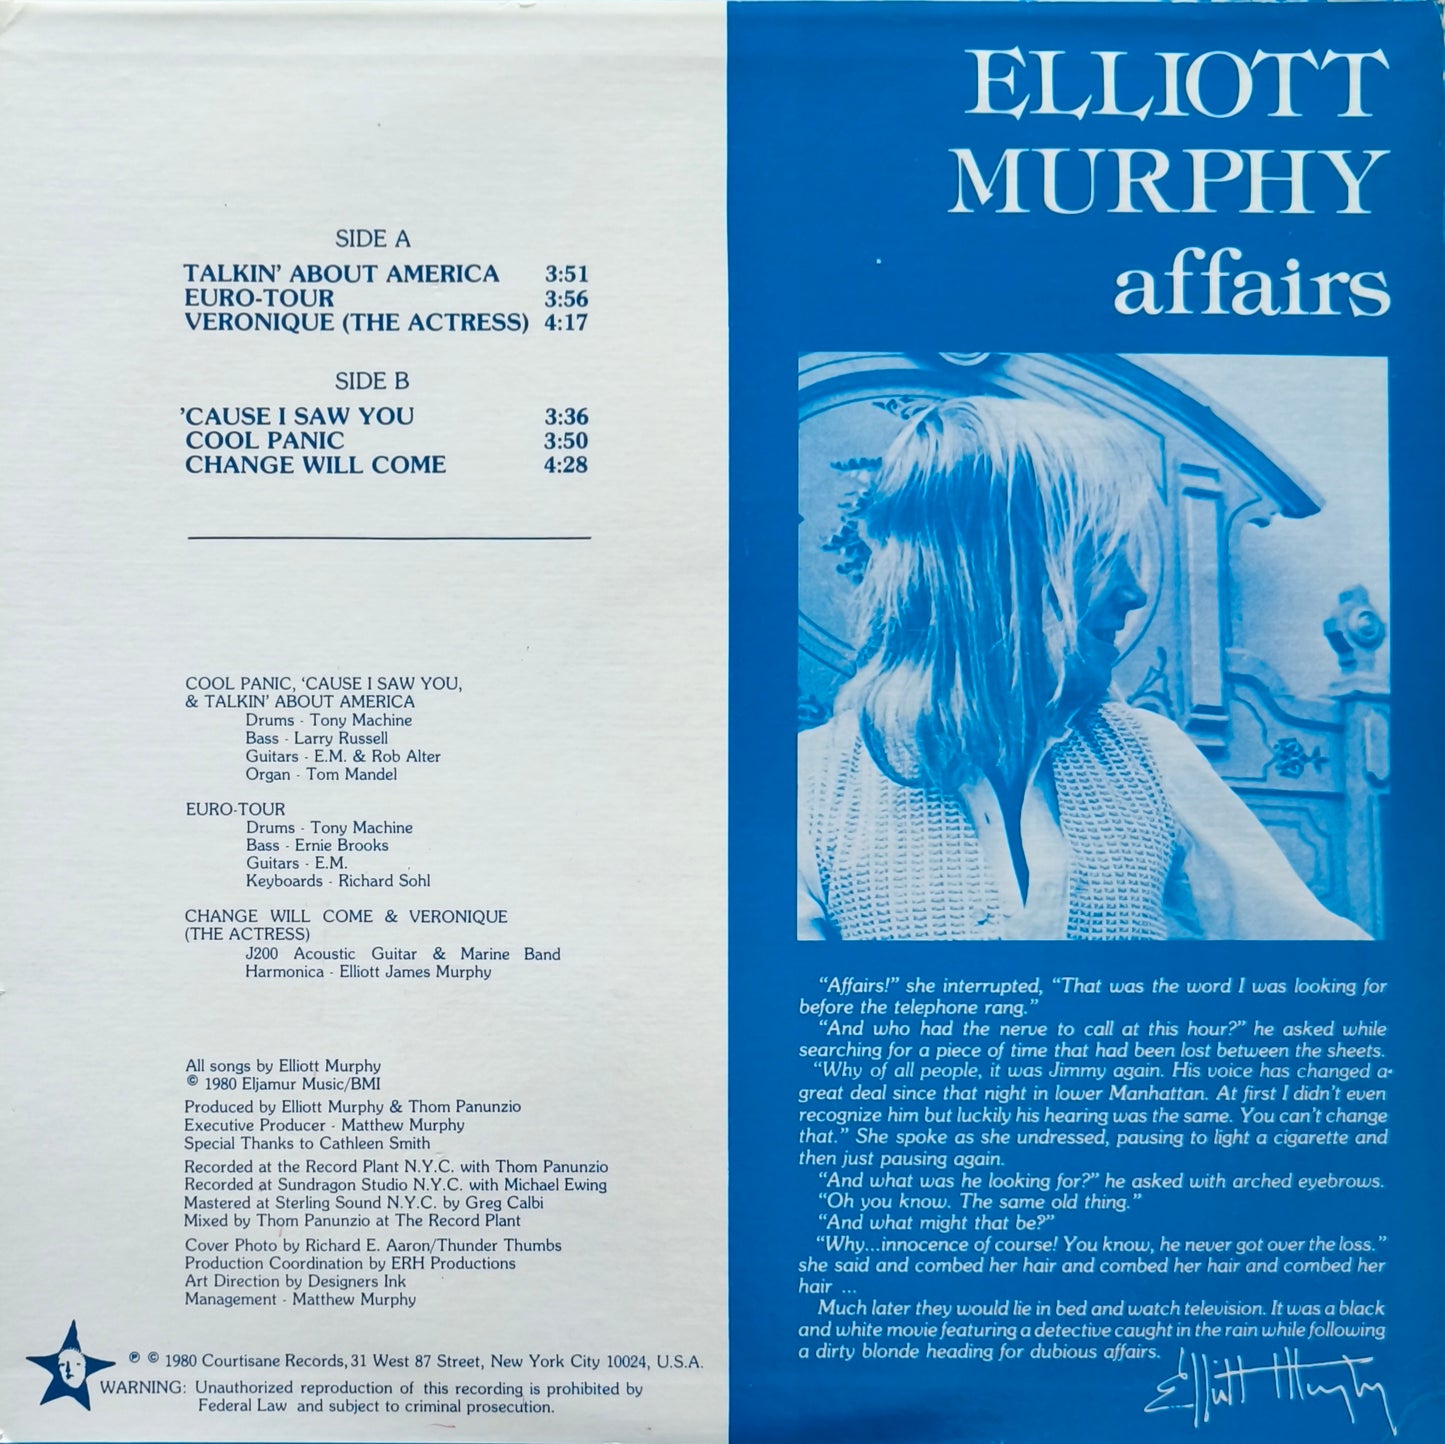 SIDE A
TALKIN' ABOUT AMERICA 3:51
EURO-TOUR 3:56
VERONIQUE (THE ACTRESS) 4:17
SIDE B
'CAUSE I SAW YOU 3:36
COOL PANIC 3:50
CHANGE WILL COME 4:28
COOL PANIC, 'CAUSE I SAW YOU,
& TALKIN' ABOUT AMERICA
Drums - Tony Machine
Bass - Larry Russell
Guitars - E.M. & Rob Alter
Organ - Tom Mandel
EURO-TOUR
Drums - Tony Machine
Bass - Ernie Brooks
Guitars - E.M.
Keyboards - Richard Sohl
CHANGE WILL COME & VERONIQUE
(THE ACTRESS)
J200 Acoustic Guitar & Marine Band
Harmonica - Elliott James Murphy
All songs by Elliott Murphy
© 1980 Eljamur Music/BMI
Produced by Elliott Murphy & Thom Panunzio
Executive Producer - Matthew Murphy
Special Thanks to Cathleen Smith
Recorded at the Record Plant N.Y.C. with Thom Panunzio
Recorded at Sundragon Studio N.Y.C. with Michael Ewing
Mastered at Sterling Sound N.Y.C. by Greg Calbi
Mixed by Thom Panunzio at The Record Plant
Cover Photo by Richard E. Aaron/Thunder Thumbs
Production Coordination by ERH Productions
Art Direction by Designers Ink
Management - Matthew Murphy
℗ © 1980 Courtisane Records, 31 West 87 Street, New York City 10024, U.S.A.
WARNING: Unauthorized reproduction of this recording is prohibited by
Federal Law and subject to criminal prosecution.
ELLIOTT
MURPHY
affairs
"Affairs!" she interrupted, "That was the word I was looking for
before the telephone rang."
"And who had the nerve to call at this hour?" he asked while
searching for a piece of time that had been lost between the sheets.
"Why of all people, it was Jimmy again. His voice has changed a
great deal since that night in lower Manhattan. At first I didn't even
recognize him but luckily his hearing was the same. You can't change
that." She spoke as she undressed, pausing to light a cigarette and
then just pausing again.
"And what was he looking for?" he asked with arched eyebrows.
"Oh you know. The same old thing."
"And what might that be?"
"Why...innocence of course! You know, he never got over the loss."
she said and combed her hair and combed her hair and combed her
hair ...
Much later they would lie in bed and watch television. It was a black
and white movie featuring a detective caught in the rain while following
a dirty blonde heading for dubious affairs.
Elliott Murphy